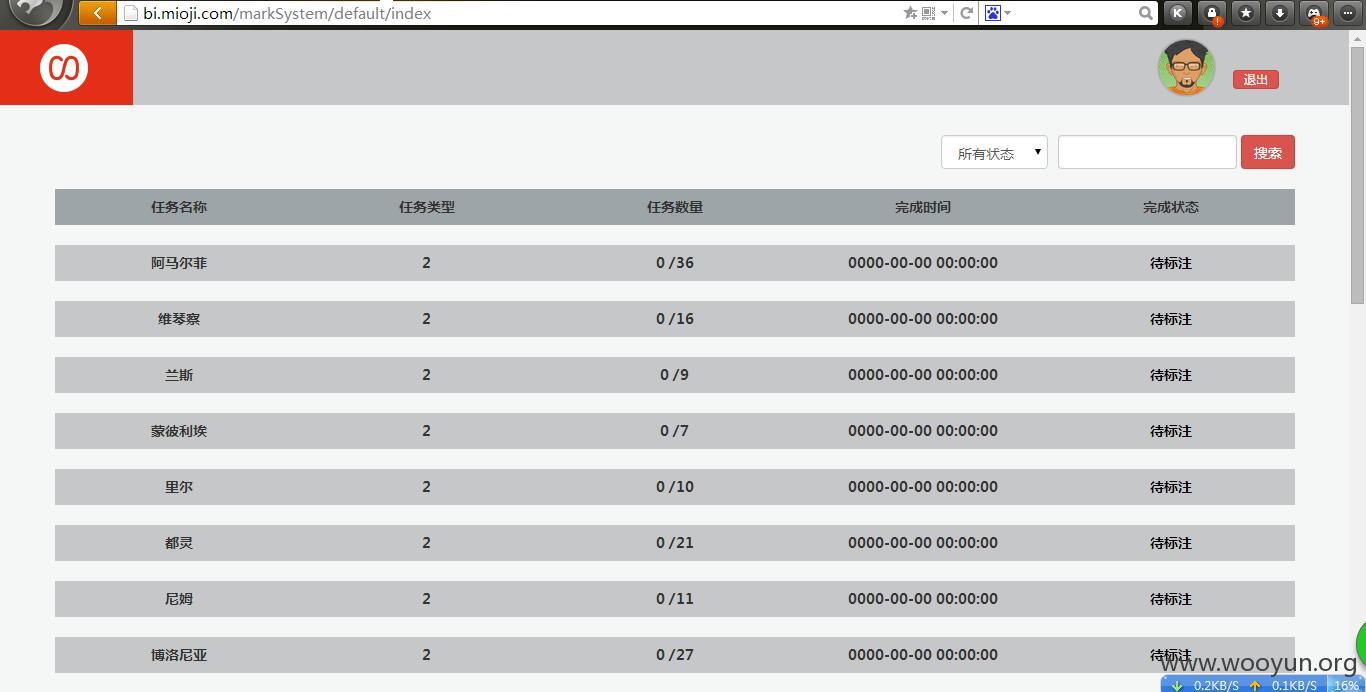 bi.mioji.com/markSystem/default/index
K
9+
退出
所有状态 搜索
任务名称 任务类型 任务数量 完成时间 完成状态
阿马尔菲 2 0 /36 0000-00-00 00:00:00 待标注
维琴察 2 0 /16 0000-00-00 00:00:00 待标注
兰斯 2 0 /9 0000-00-00 00:00:00 待标注
蒙彼利埃 2 0 /7 0000-00-00 00:00:00 待标注
里尔 2 0 /10 0000-00-00 00:00:00 待标注
都灵 2 0 /21 0000-00-00 00:00:00 待标注
尼姆 2 0 /11 0000-00-00 00:00:00 待标注
博洛尼亚 2 0 /27 0000-00-00 00:00:00 待标注
www.wooyun.org
0.2KB/S 0.1KB/S 16%